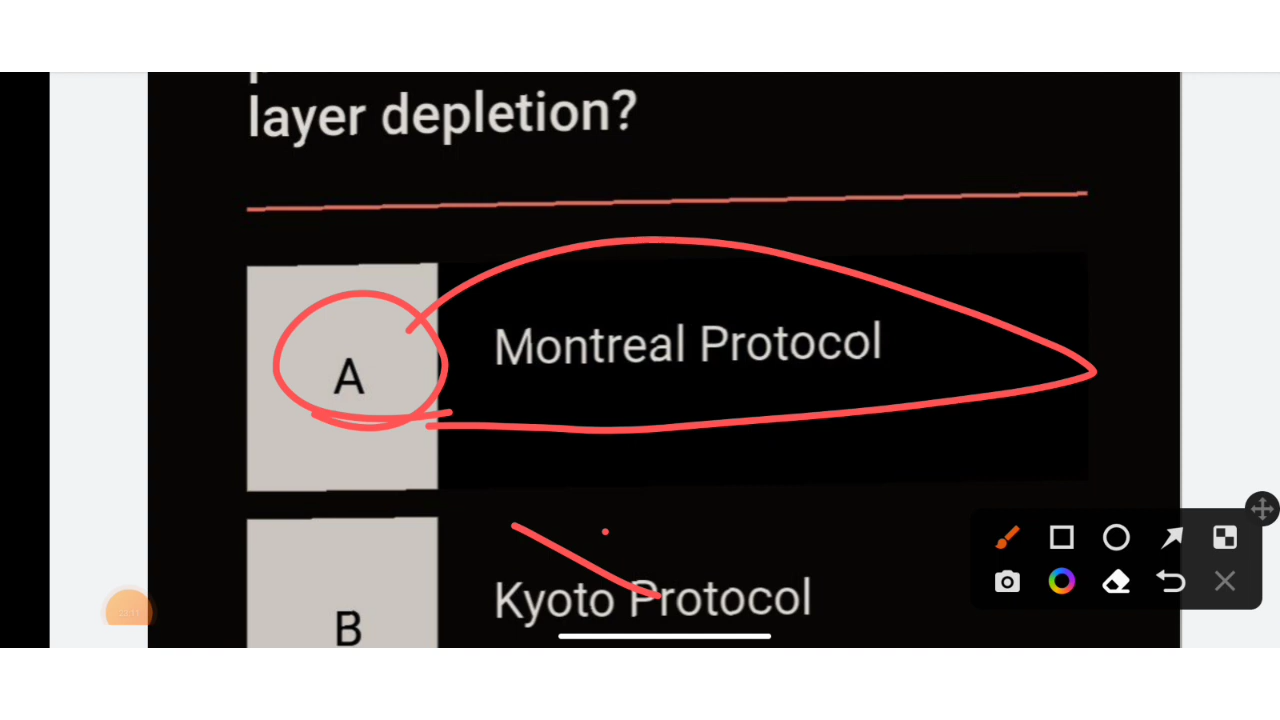 layer depletion?
A
Montreal Protocol
B
Kyoto Protocol